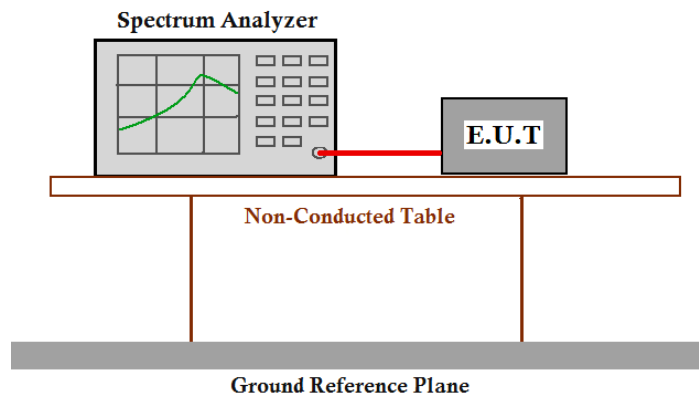 Spectrum Analyzer
E.U.T
Non-Conducted Table
Ground Reference Plane